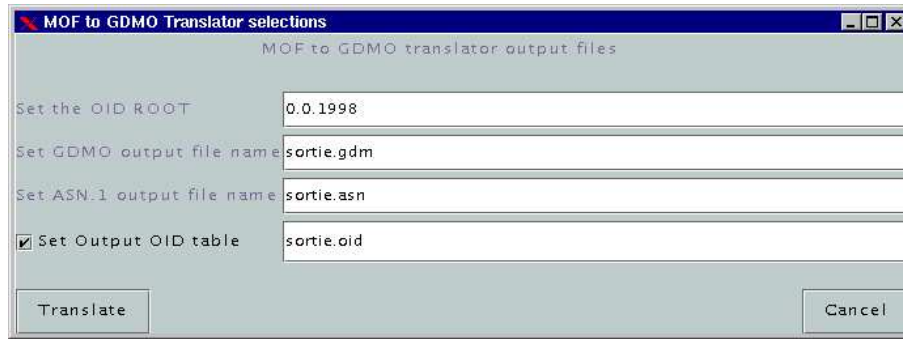 MOF to GDMO Translator selections
MOF to GDMO translator output files
Set the OID ROOT 0.0.1998
Set GDMO output file name sortie.gdm
Set ASN.1 output file name sortie.asn
Set Output OID table sortie.oid
Translate Cancel